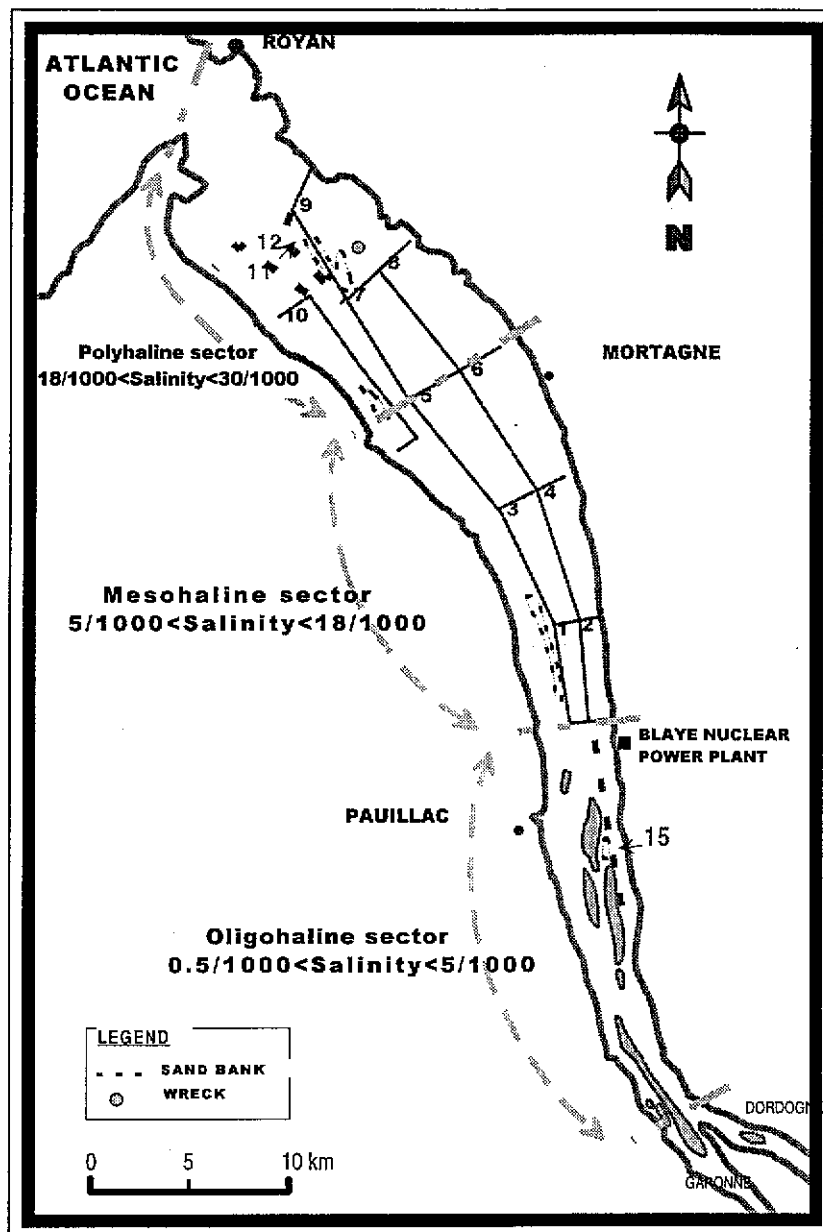 ROYAN
ATLANTIC
OCEAN
N
9
12
11
8
7
10
Polyhaline sector
18/1000<Salinity<30/1000
MORTAGNE
6
5
4
3
Mesohaline sector
5/1000<Salinity<18/1000
1
2
BLAYE NUCLEAR
POWER PLANT
PAUILLAC
15
Oligohaline sector
0.5/1000<Salinity<5/1000
LEGEND
SAND BANK
WRECK
DORDOGN
0 5 10 km
GARONNE